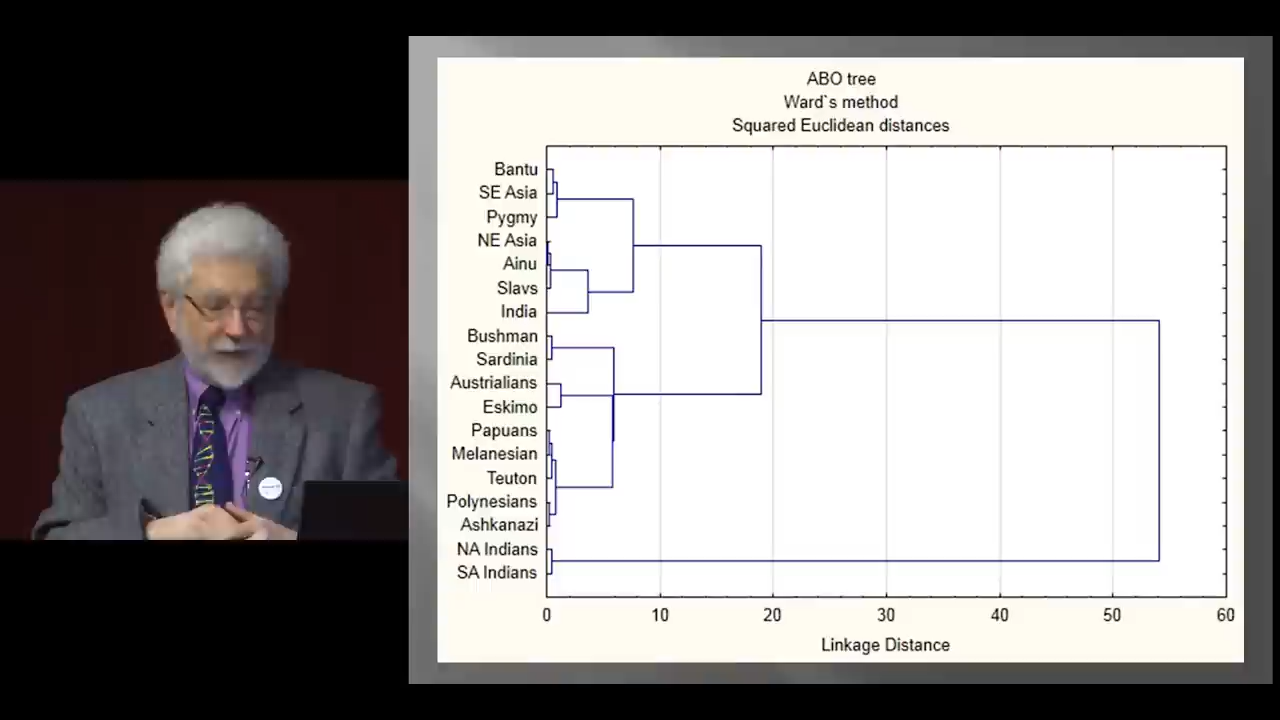 ABO tree
Ward`s method
Squared Euclidean distances
Bantu
SE Asia
Pygmy
NE Asia
Ainu
Slavs
India
Bushman
Sardinia
Austrialians
Eskimo
Papuans
Melanesian
Teuton
Polynesians
Ashkanazi
NA Indians
SA Indians
0 10 20 30 40 50 60
Linkage Distance